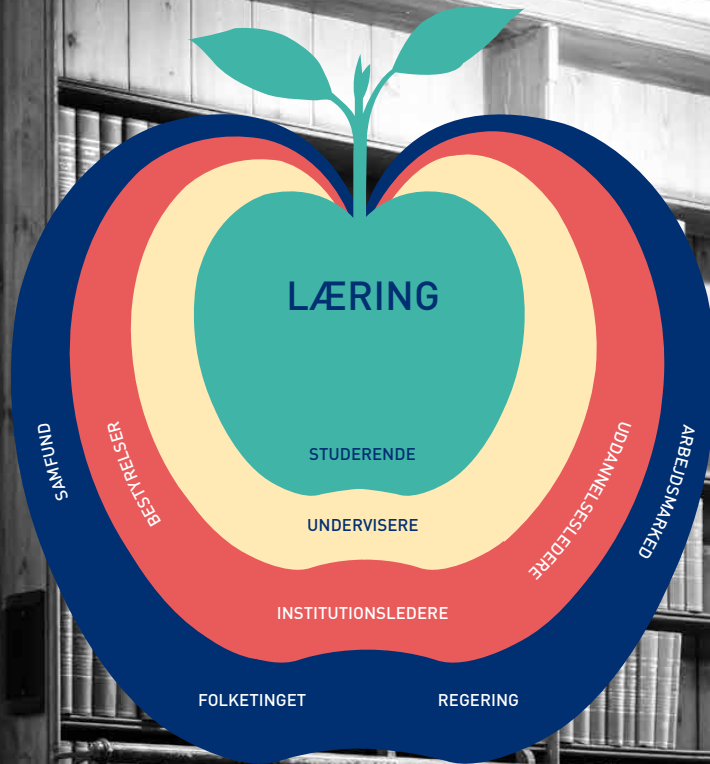 LÆRING
STUDERENDE
UNDERVISERE
BESTYRELSER
INSTITUTIONSLEDERE
UDDANNELSESLEDERE
SAMFUND
FOLKETINGET
REGERING
ARBEJDSMARKED